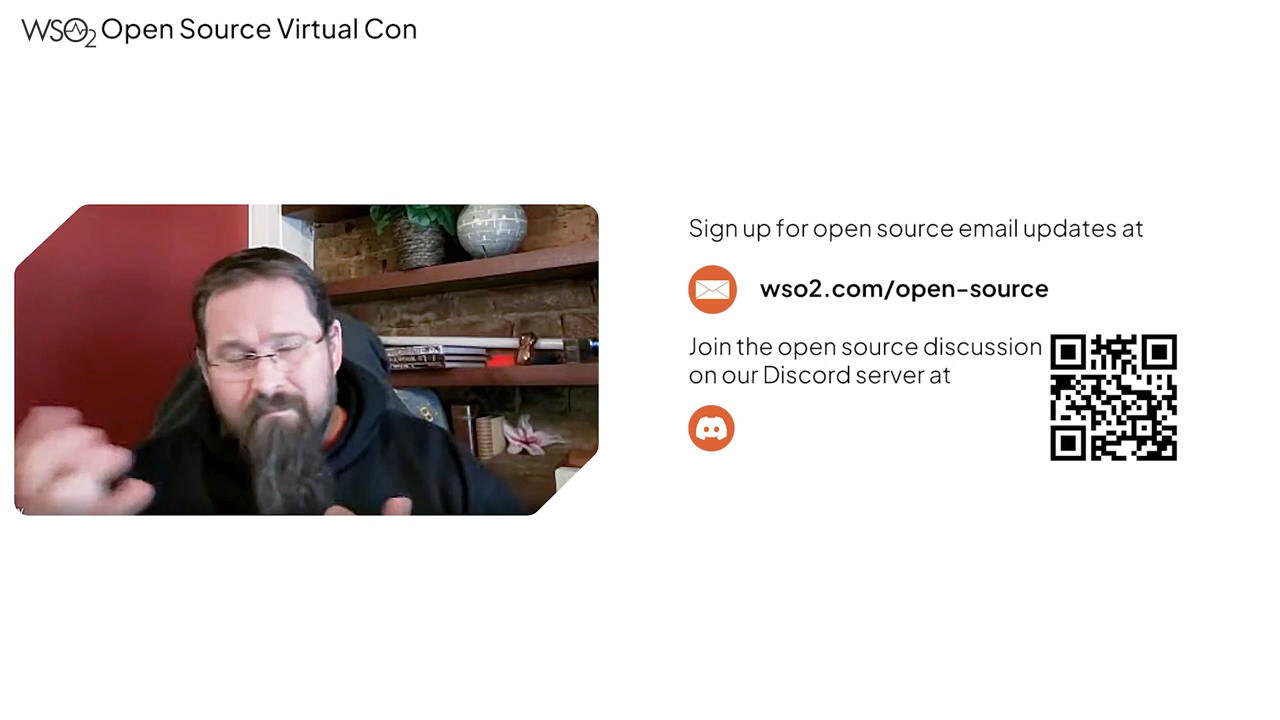 WSO2 Open Source Virtual Con
Sign up for open source email updates at
wso2.com/open-source
Join the open source discussion
on our Discord server at